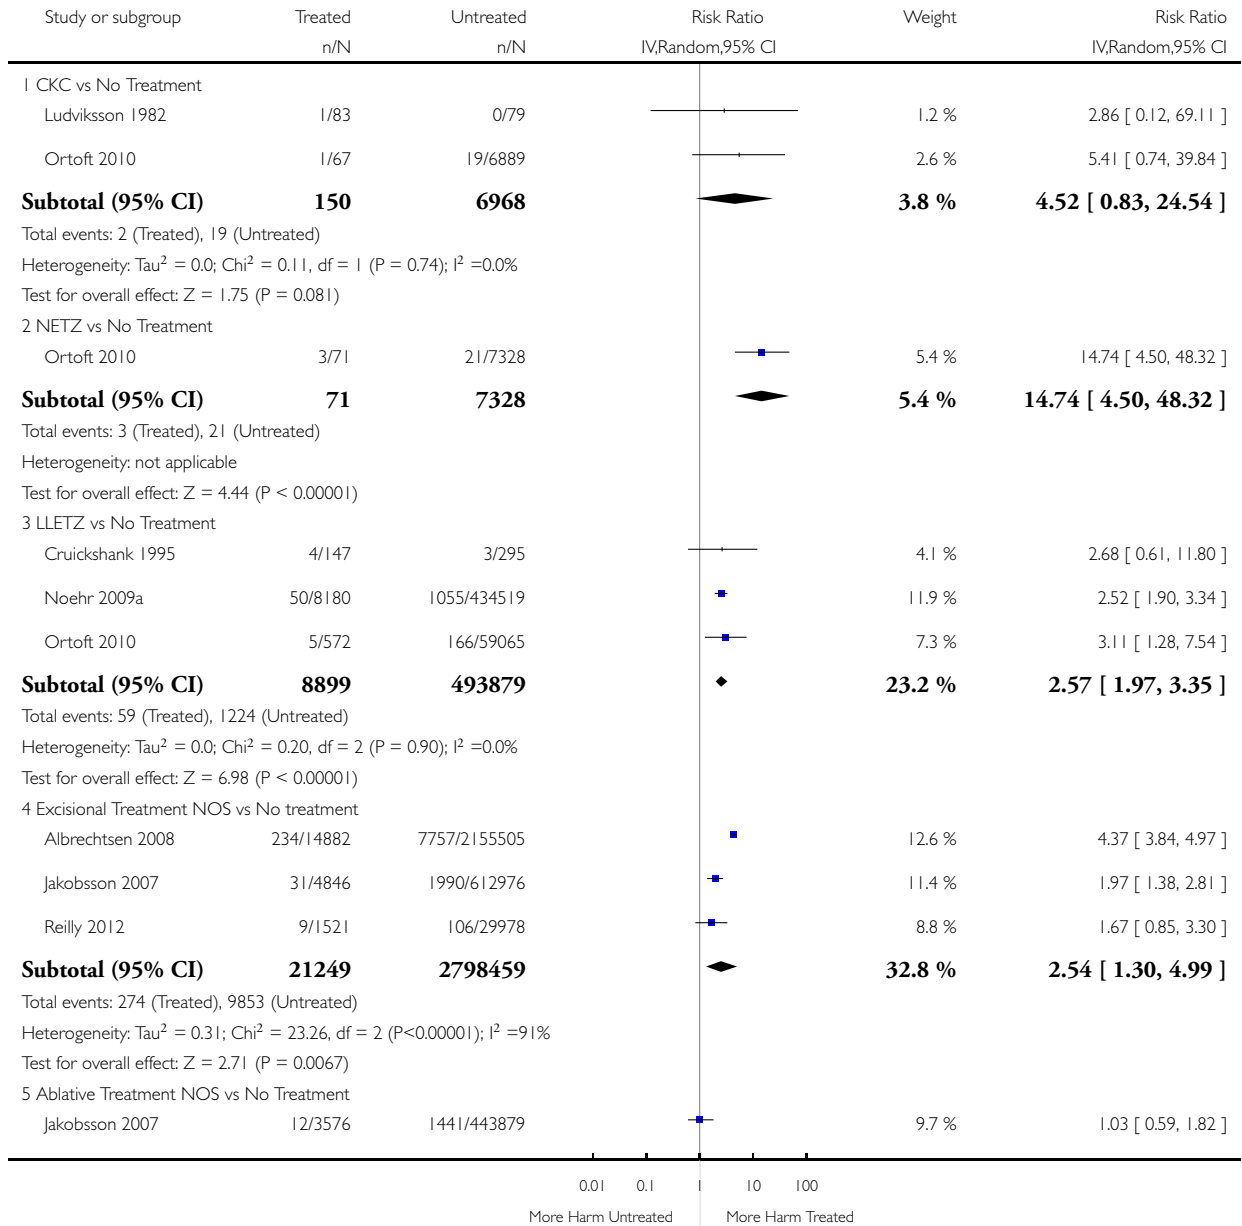 Study or subgroup Treated Untreated Risk Ratio Weight Risk Ratio
n/N n/N IV,Random,95% CI IV,Random,95% CI
1 CKC vs No Treatment
Ludviksson 1982 1/83 0/79 1.2 % 2.86 [ 0.12, 69.11 ]
Ortoft 2010 1/67 19/6889 2.6 % 5.41 [ 0.74, 39.84 ]
Subtotal (95% CI) 150 6968 3.8 % 4.52 [ 0.83, 24.54 ]
Total events: 2 (Treated), 19 (Untreated)
Heterogeneity: Tau² = 0.0; Chi² = 0.11, df = 1 (P = 0.74); I² =0.0%
Test for overall effect: Z = 1.75 (P = 0.081)
2 NETZ vs No Treatment
Ortoft 2010 3/71 21/7328 5.4 % 14.74 [ 4.50, 48.32 ]
Subtotal (95% CI) 71 7328 5.4 % 14.74 [ 4.50, 48.32 ]
Total events: 3 (Treated), 21 (Untreated)
Heterogeneity: not applicable
Test for overall effect: Z = 4.44 (P < 0.00001)
3 LLETZ vs No Treatment
Cruickshank 1995 4/147 3/295 4.1 % 2.68 [ 0.61, 11.80 ]
Noehr 2009a 50/8180 1055/434519 11.9 % 2.52 [ 1.90, 3.34 ]
Ortoft 2010 5/572 166/59065 7.3 % 3.11 [ 1.28, 7.54 ]
Subtotal (95% CI) 8899 493879 23.2 % 2.57 [ 1.97, 3.35 ]
Total events: 59 (Treated), 1224 (Untreated)
Heterogeneity: Tau² = 0.0; Chi² = 0.20, df = 2 (P = 0.90); I² =0.0%
Test for overall effect: Z = 6.98 (P < 0.00001)
4 Excisional Treatment NOS vs No treatment
Albrechtsen 2008 234/14882 7757/2155505 12.6 % 4.37 [ 3.84, 4.97 ]
Jakobsson 2007 31/4846 1990/612976 11.4 % 1.97 [ 1.38, 2.81 ]
Reilly 2012 9/1521 106/29978 8.8 % 1.67 [ 0.85, 3.30 ]
Subtotal (95% CI) 21249 2798459 32.8 % 2.54 [ 1.30, 4.99 ]
Total events: 274 (Treated), 9853 (Untreated)
Heterogeneity: Tau² = 0.31; Chi² = 23.26, df = 2 (P<0.00001); I² =91%
Test for overall effect: Z = 2.71 (P = 0.0067)
5 Ablative Treatment NOS vs No Treatment
Jakobsson 2007 12/3576 1441/443879 9.7 % 1.03 [ 0.59, 1.82 ]
0.01 0.1 1 10 100
More Harm Untreated More Harm Treated